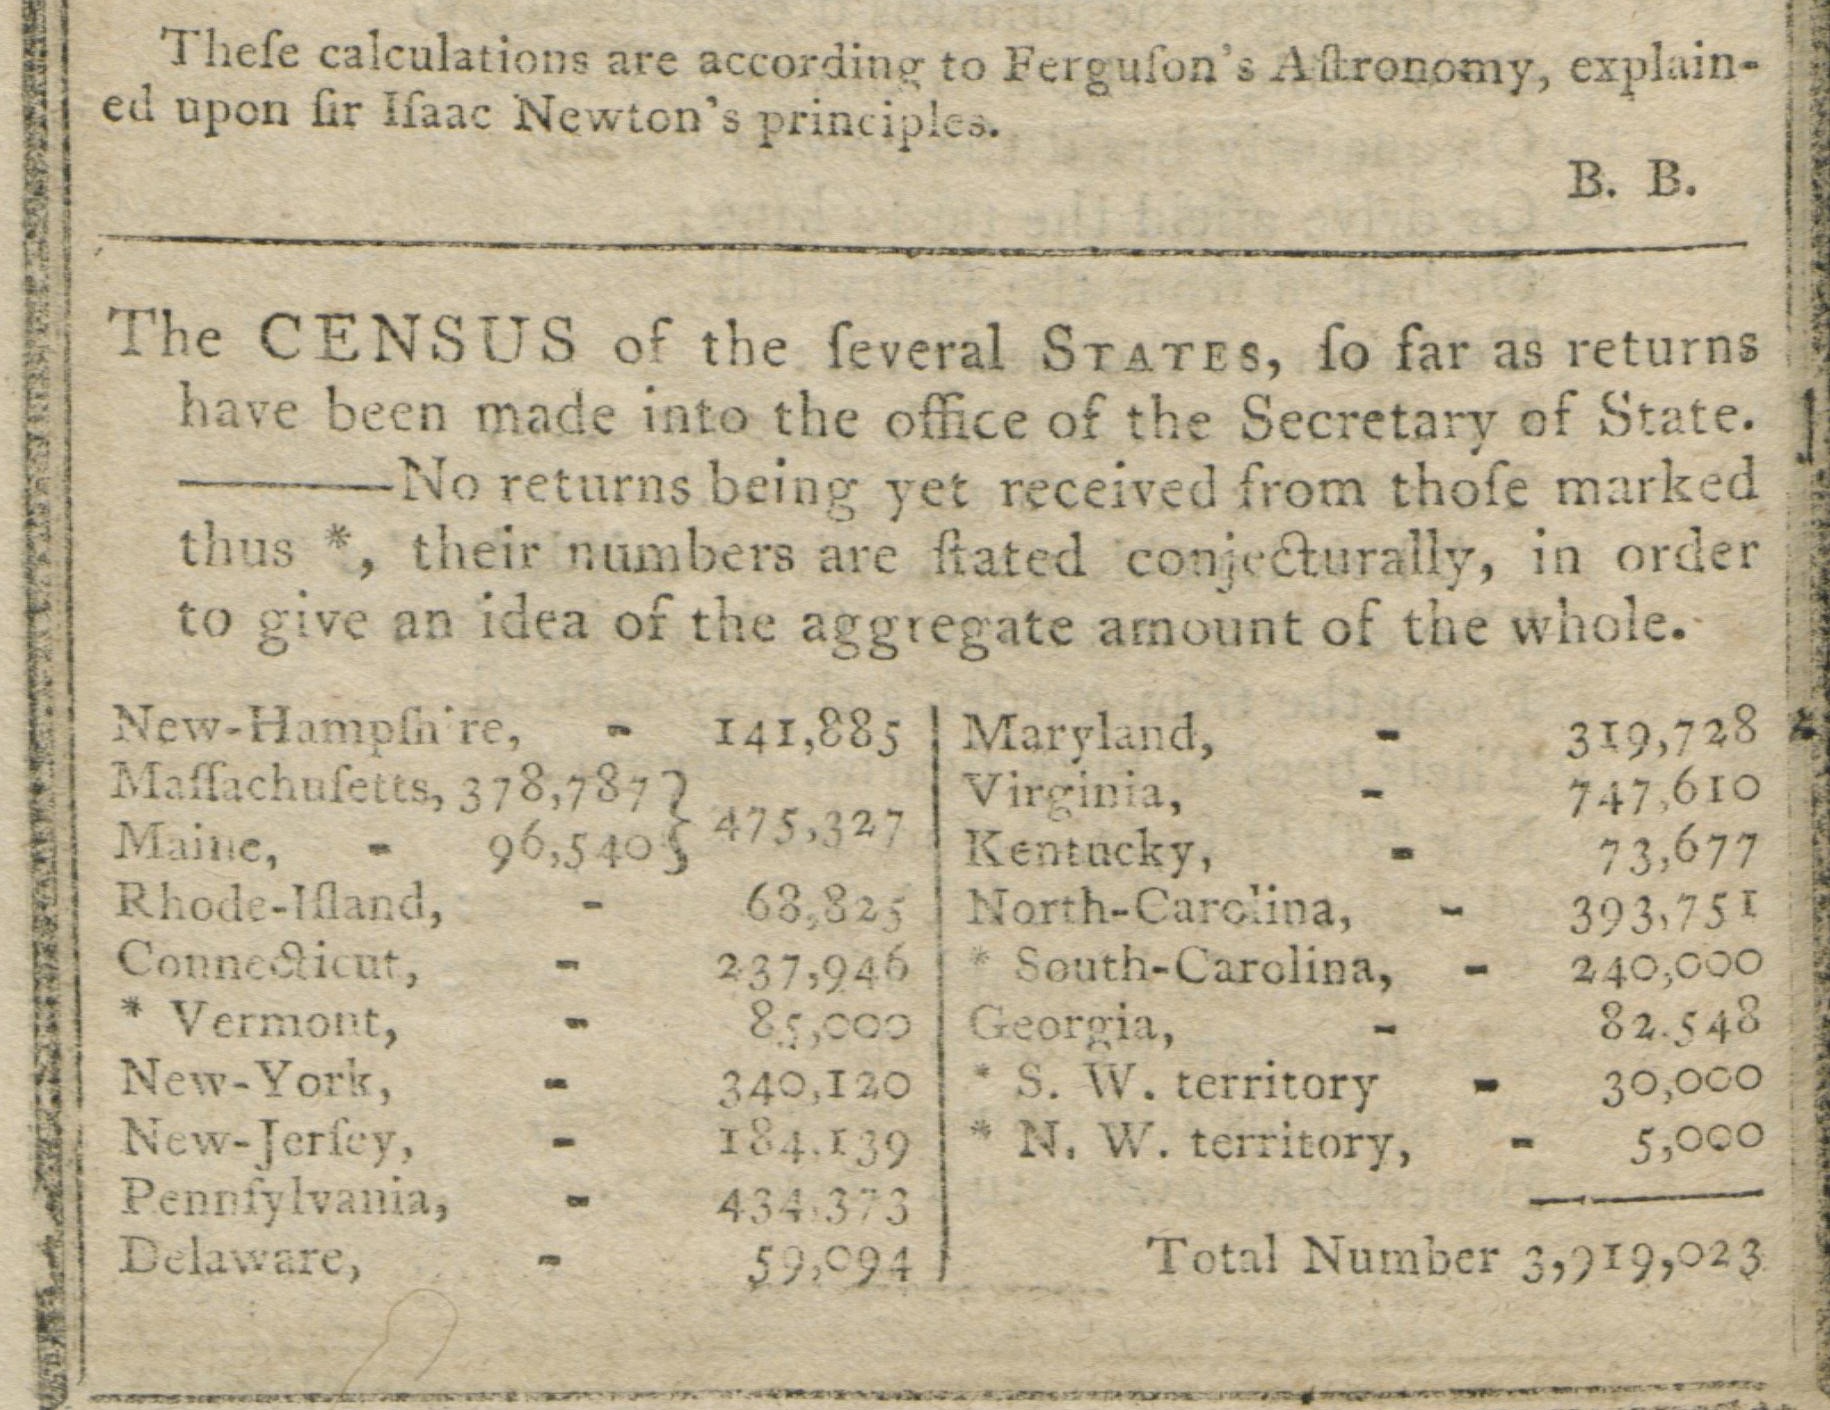 Theſe calculations are according to Ferguſon's Aſtronomy, explain-
ed upon ſir Iſaac Newton's principles.
B. B.
The CENSUS of the ſeveral STATES, ſo far as returns
have been made into the office of the Secretary of State.
———No returns being yet received from thoſe marked
thus *, their numbers are ſtated conjecturally, in order
to give an idea of the aggregate amount of the whole.
New-Hampſhire, - 141,885
Maſſachuſetts, 378,787 } 475,327
Maine, - 96,540
Rhode-Iſland, - 68,825
Connecticut, - 237,946
* Vermont, - 85,000
New-York, - 340,120
New-Jerſey, - 184.139
Pennſylvania, - 434,373
Delaware, - 59,094
Maryland, - 319,728
Virginia, - 747,610
Kentucky, - 73,677
North-Carolina, - 393,751
* South-Carolina, - 240,000
Georgia, - 82.548
* S. W. territory - 30,000
* N. W. territory, - 5,000
Total Number 3,919,023